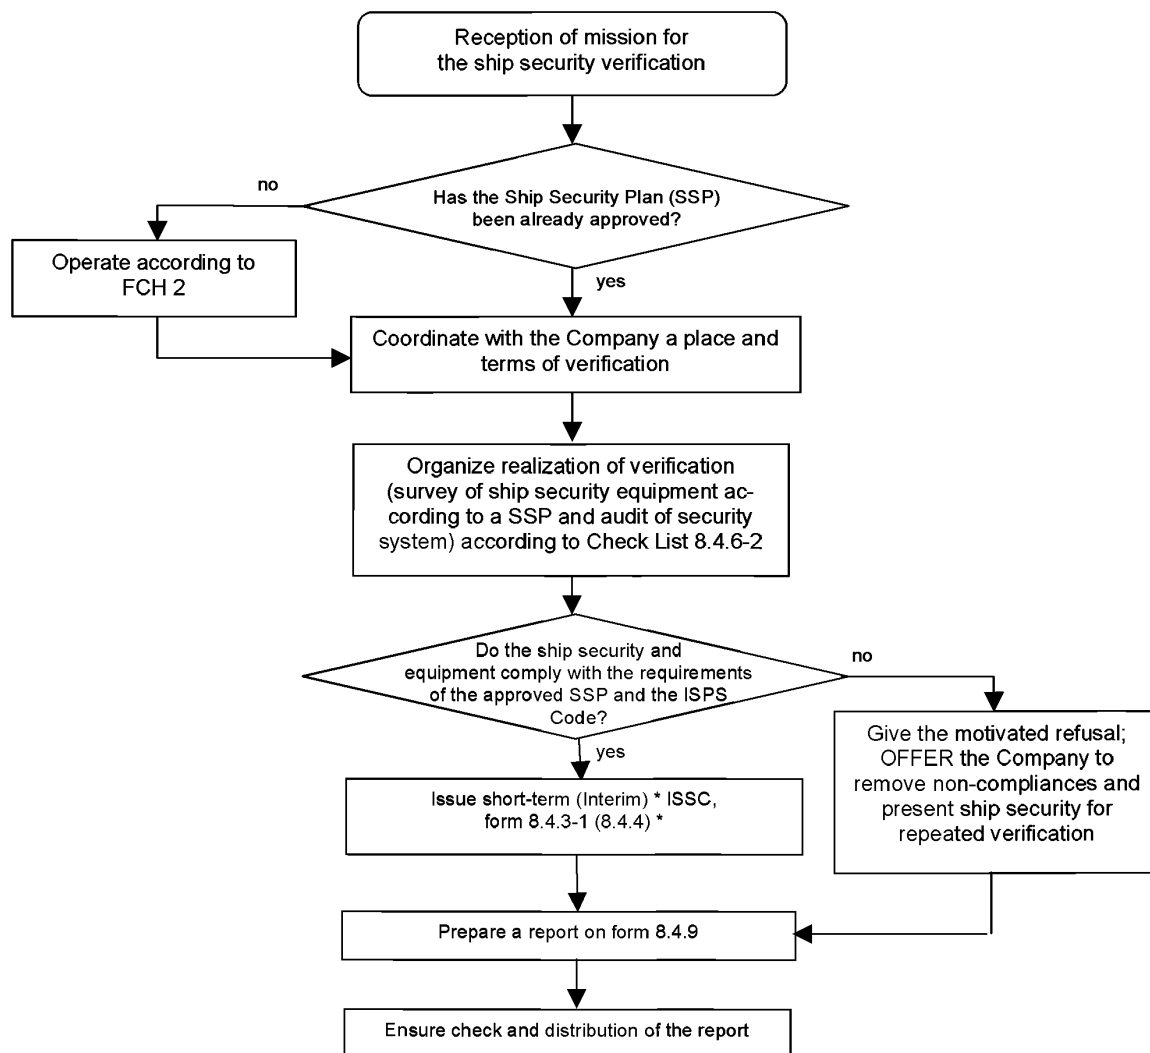 Reception of mission for
the ship security verification
no
Has the Ship Security Plan (SSP)
been already approved?
Operate according to
FCH 2
yes
Coordinate with the Company a place and
terms of verification
Organize realization of verification
(survey of ship security equipment ac-
cording to a SSP and audit of security
system) according to Check List 8.4.6-2
Do the ship security and
equipment comply with the requirements
of the approved SSP and the ISPS
Code?
no
yes
Give the motivated refusal;
OFFER the Company to
remove non-compliances and
present ship security for
repeated verification
Issue short-term (Interim) * ISSC,
form 8.4.3-1 (8.4.4) *
Prepare a report on form 8.4.9
Ensure check and distribution of the report